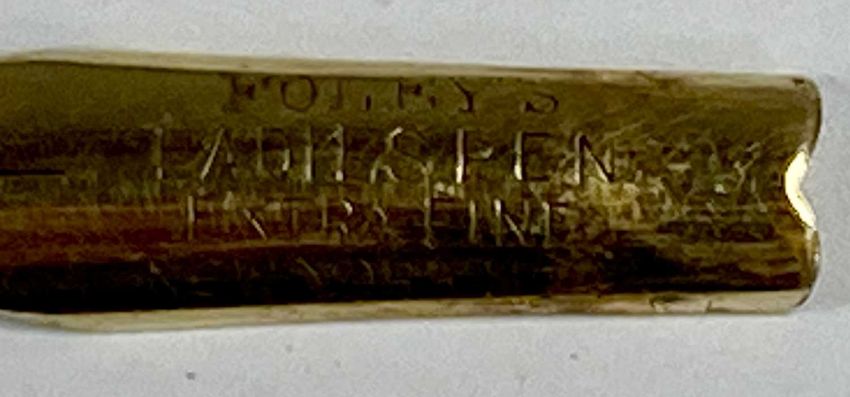 FOLEY'S
LADIES PEN
EXTRA FINE